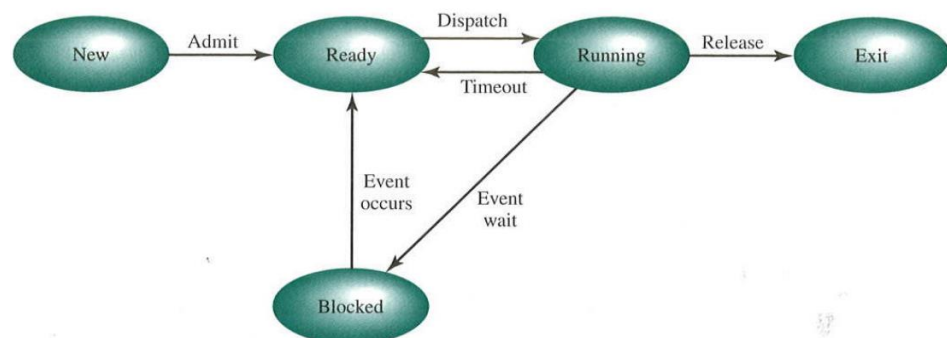 Dispatch
New
Admit
Ready
Running
Release
Exit
Timeout
Event
occurs
Event
wait
Blocked